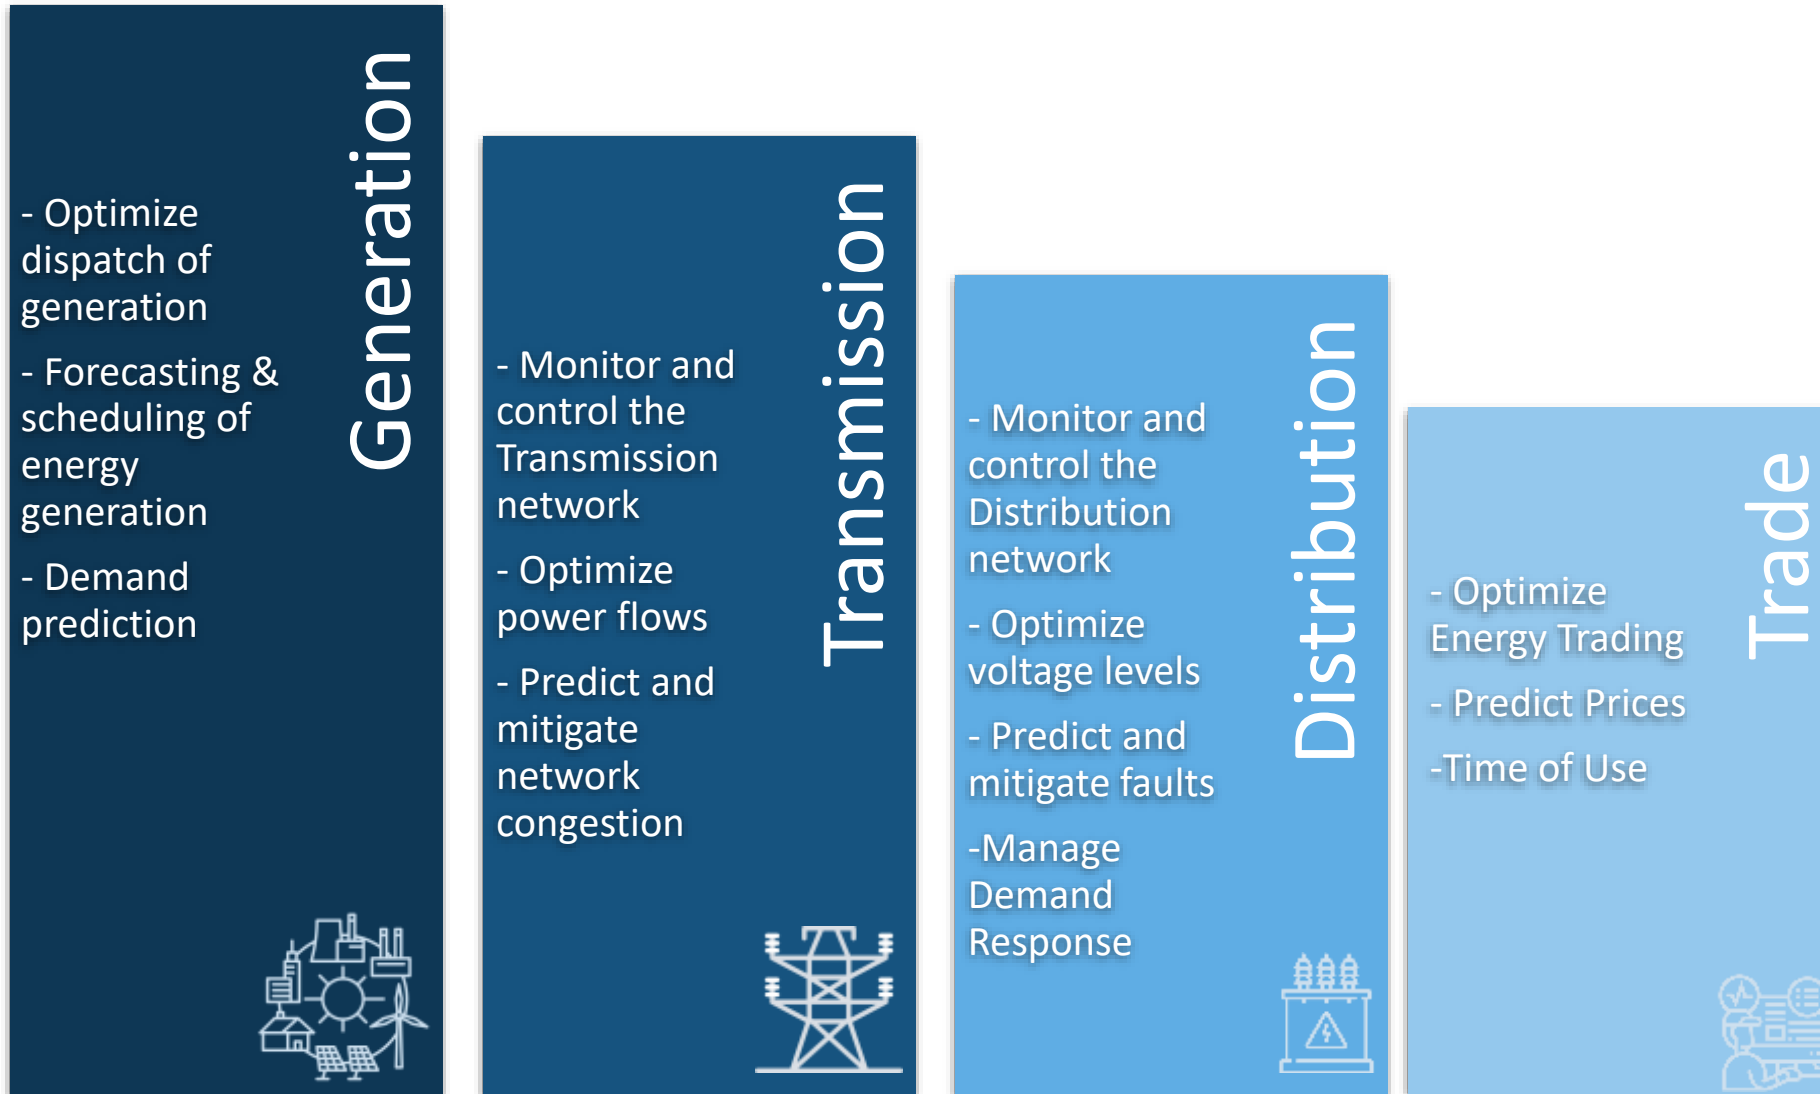 Generation
- Optimize
dispatch of
generation
- Forecasting &
scheduling of
energy
generation
- Demand
prediction
Transmission
- Monitor and
control the
Transmission
network
- Optimize
power flows
- Predict and
mitigate
network
congestion
Distribution
- Monitor and
control the
Distribution
network
- Optimize
voltage levels
- Predict and
mitigate faults
-Manage
Demand
Response
Trade
- Optimize
Energy Trading
- Predict Prices
-Time of Use